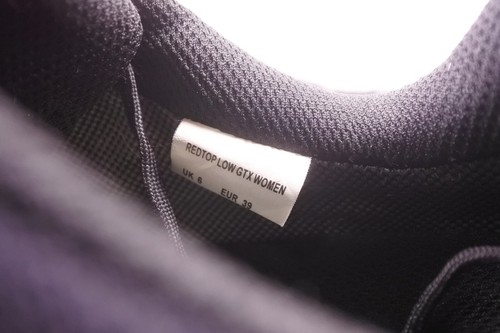 REDTOP LOW GTX WOMEN
UK 6 EUR 39